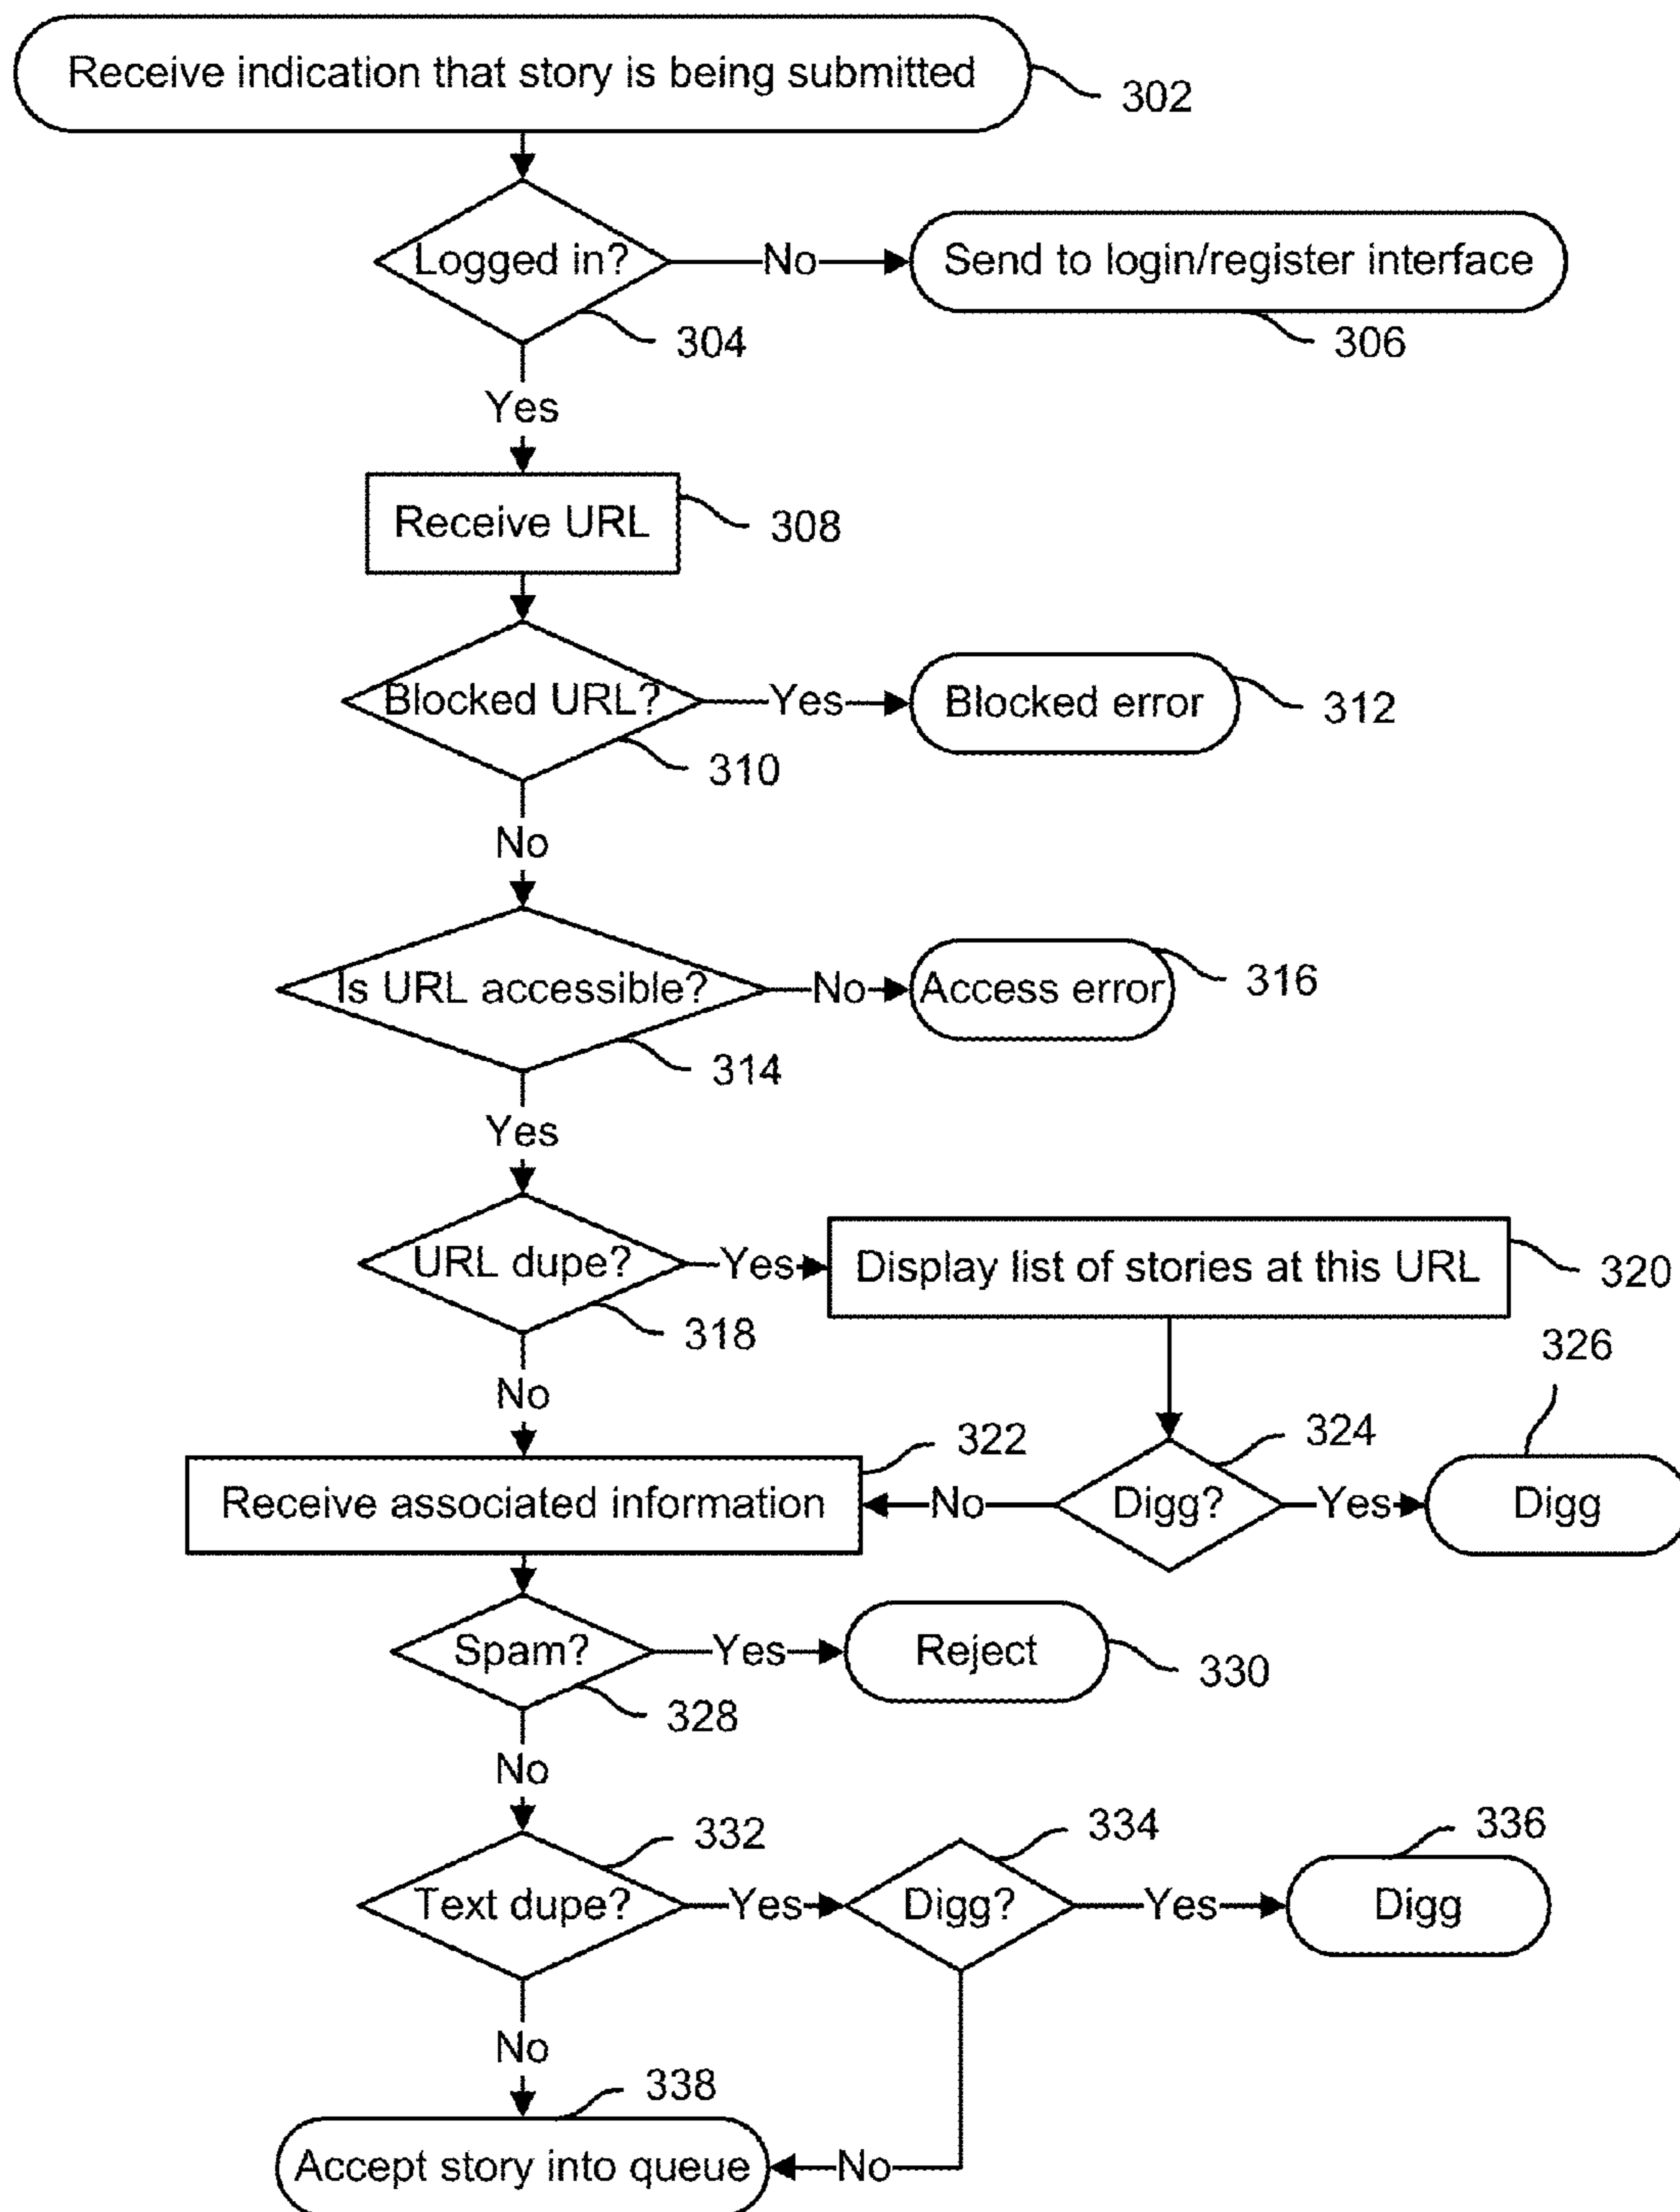 Receive indication that story is being submitted
302
Logged in?
No
Send to login/register interface
304
306
Yes
Receive URL
308
Blocked URL?
Yes
Blocked error
312
310
No
Is URL accessible?
No
Access error
316
314
Yes
URL dupe?
Yes
Display list of stories at this URL
320
318
326
No
322
324
Receive associated information
No
Digg?
Yes
Digg
Spam?
Yes
Reject
330
328
No
332
334
336
Text dupe?
Yes
Digg?
Yes
Digg
No
338
Accept story into queue
No